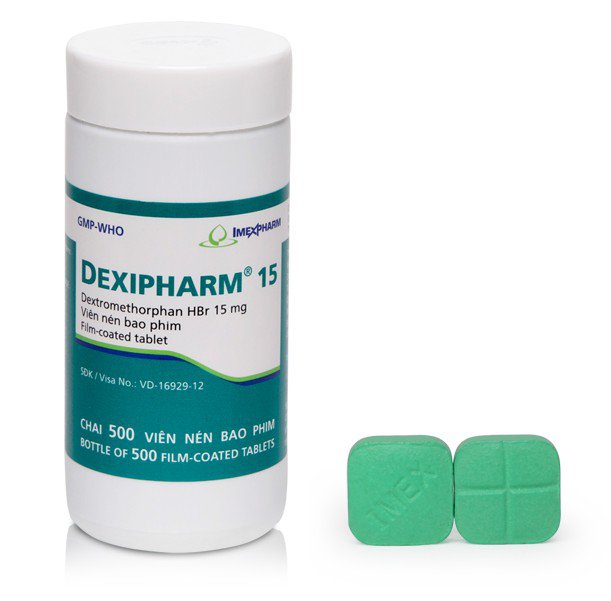 GMP-WHO
IMEXPHARM
DEXIPHARM® 15
Dextromethorphan HBr 15 mg
Viên nén bao phim
Film-coated tablet
SĐK / Visa No.: VD-16929-12
CHAI 500 VIÊN NÉN BAO PHIM
BOTTLE OF 500 FILM-COATED TABLETS
IMEX